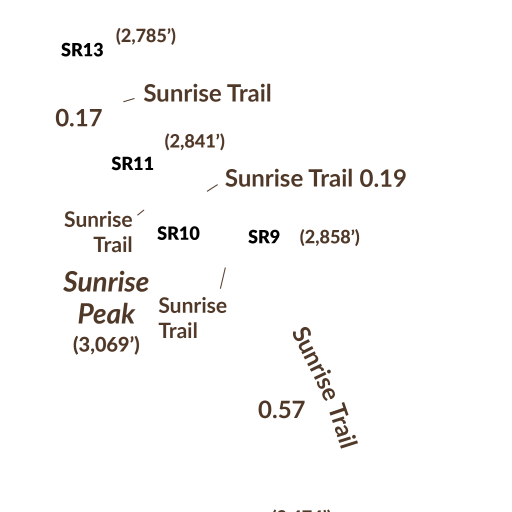 (2,785’)
SR13
Sunrise Trail
0.17
(2,841’)
SR11
Sunrise Trail 0.19
Sunrise
Trail
SR10
SR9
(2,858’)
Sunrise
Peak
(3,069’)
Sunrise
Trail
Sunrise Trail
0.57